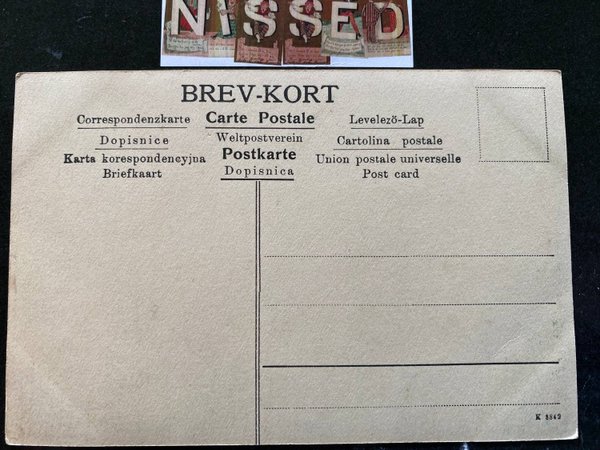 NISSED
BREV-KORT
Correspondenzkarte Carte Postale Levelező-Lap
Dopisnice Weltpostverein Cartolina postale
Karta korespondencyjna Postkarte Union postale universelle
Briefkaart Dopisnica Post card
K 3842